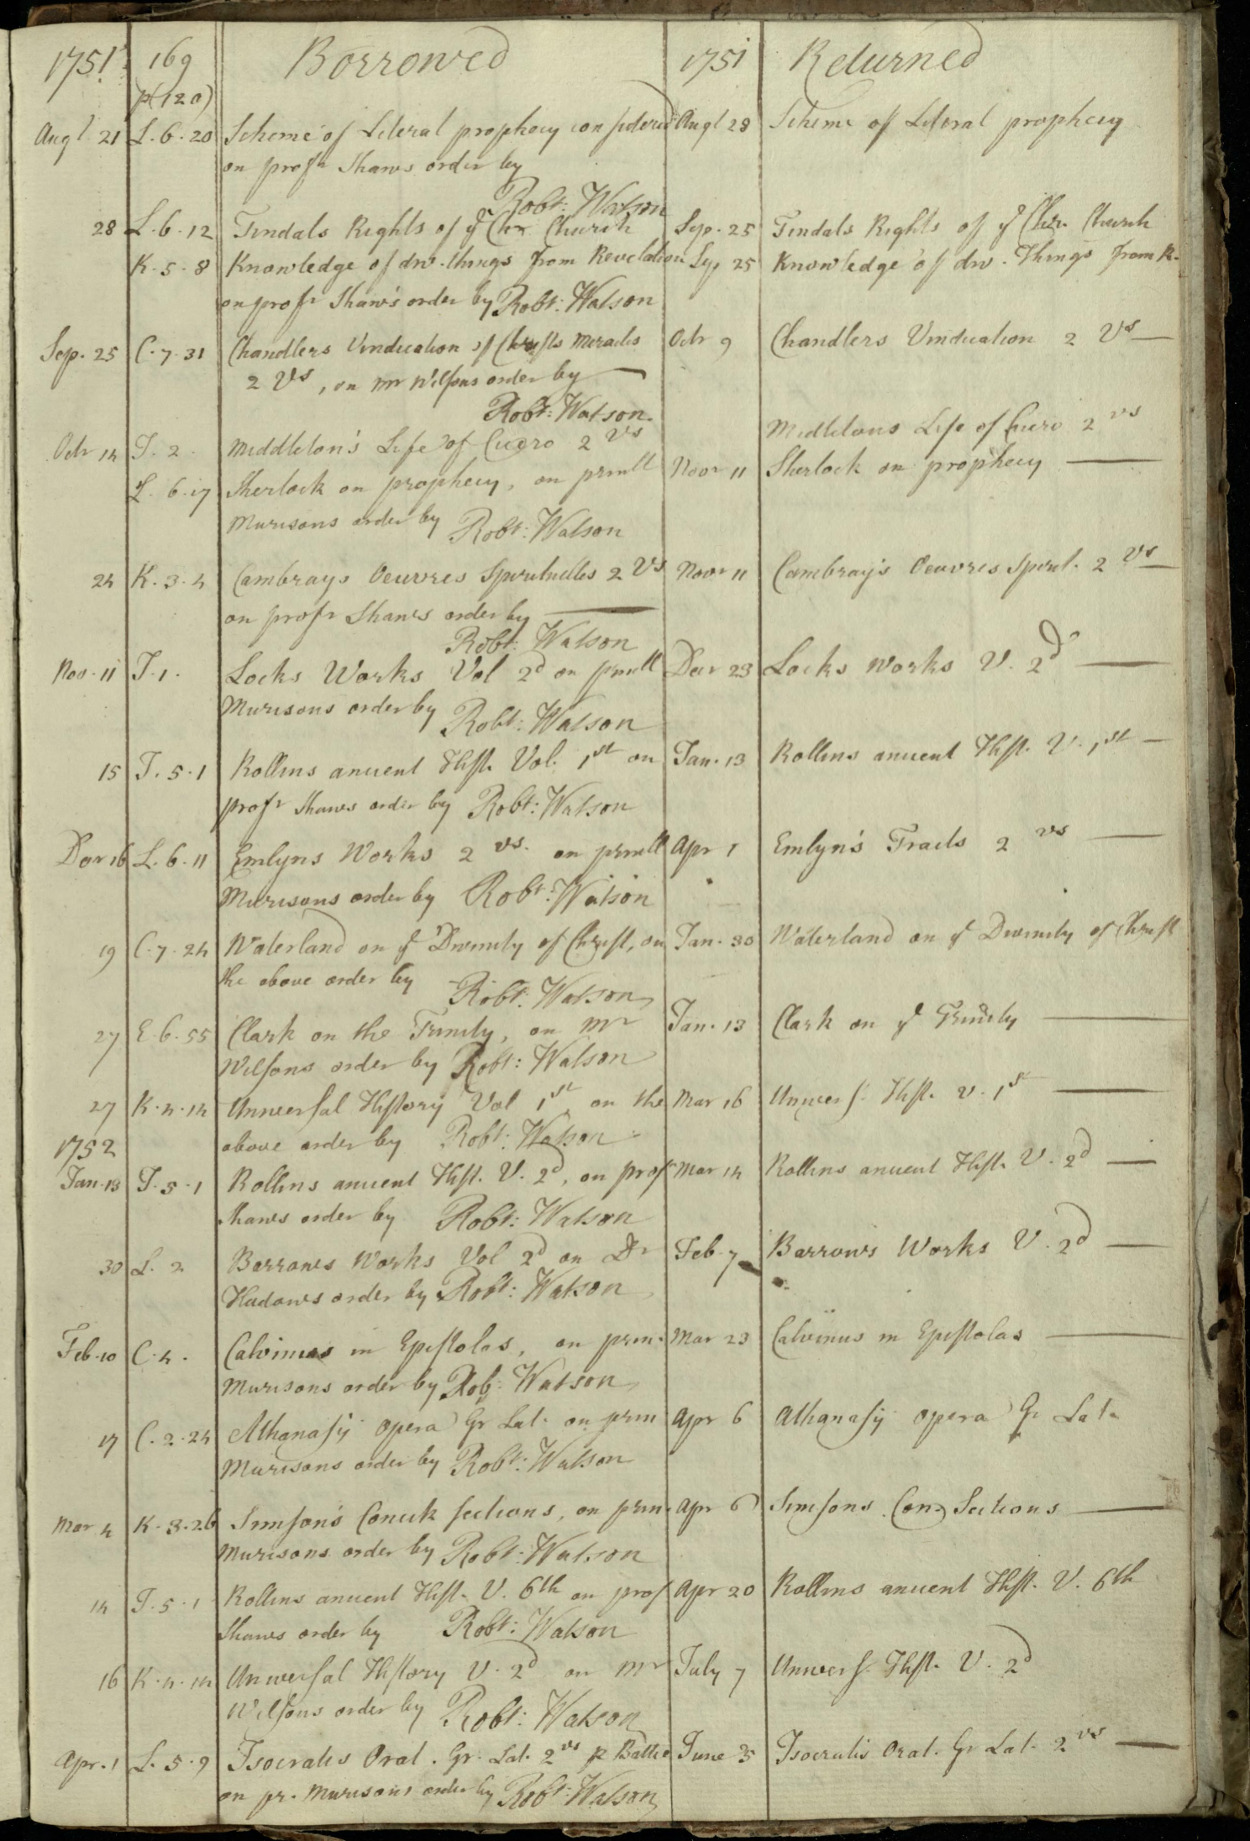 1751 169 Borrowed 1751 Returned
p(120)
Augt 21 L.6.20 Scheme of Literal prophecy considered Augt 28 Scheme of Literal prophecy
on profr Shaws order by
Robt: Watson
28 L.6.12 Tindals Rights of ye Chr Church Sep. 25 Tindals Rights of ye Chr. Church
K.5.8 Knowledge of div. things from Revelation Sep 25 Knowledge of div. Things from R.
on profr Shaw's order by Robt: Watson
Sep. 25 C.7.31 Chandlers Vindication of Christs Miracles Octr 9 Chandlers Vindication 2 Vs —
2 Vs, on Mr Wilsons order by —
Robt: Watson.
Octr 14 I.2. Middleton's Life of Cicero 2 Vs Midletons Life of Cicero 2 vs
L.6.17 Sherlock on prophecy, on prinll Novr 11 Sherlock on prophecy —
Murisons order by Robt: Watson
24 K.3.4 Cambrays Oeuvres Spirituelles 2 Vs Novr 11 Cambray's Oeuvres Spirit. 2 Vs —
on profr Shaws order by —
Robt: Watson
Nov. 11 I.1. Locks Works Vol 2d on prinll Decr 23 Locks works V. 2d —
Murisons order by Robt: Watson
15 I.5.1 Rollins ancient Hist. Vol. 1st on Jan. 13 Rollins ancient Hist. V. 1st —
profr Shaws order by Robt: Watson
Decr 16 L.6.11 Emlyns Works 2 vs. on prinll Apr 1 Emlyn's Tracts 2 vs —
Murisons order by Robt: Watson
19 C.7.24 Waterland on ye Divinity of Christ, on Jan. 30 Waterland on ye Divinity of Christ
the above order by Robt. Watson
27 E.6.55 Clark on the Trinity, on Mr Jan. 13 Clark on ye Trinity —
Wilsons order by Robt: Watson
27 K.4.14 Universal History Vol 1st on the Mar 16 Univers. Hist. v. 1st —
1752 above order by Robt: Watson
Jan. 13 I.5.1 Rollins ancient Hist. V. 2d, on prof Mar 14 Rollins ancient Hist. V. 2d —
Shaws order by Robt: Watson
30 L.2 Barrows Works Vol 2d on Dr Feb. 7 Barrows Works V. 2d —
Hadows order by Robt: Watson
Feb. 10 C.4. Calvinus in Epistolas, on prin. Mar 23 Calvinus in Epistolas —
Murisons order by Rob: Watson
17 C.2.24 Athanasij opera Gr Lat. on prin Apr 6 Athanasij opera Gr Lat.
Murisons order by Robt: Watson
Mar 4 K.3.26 Simson's Conick sections, on prin. Apr 6 Simsons Con. Sections —
Murisons order by Robt: Watson
14 I.5.1 Rollins ancient Hist. V. 6th on prof Apr 20 Rollins ancient Hist. V. 6th
Shaws order by Robt: Watson
16 K.4.14 Universal History V. 2d on Mr July 7 Univers. Hist. V. 2d
Wilsons order by Robt: Watson
Apr. 1 L.5.9 Isocratis Orat. Gr. Lat. 2 vs p Battie June 25 Isocratis Orat. Gr Lat. 2 vs —
on pr. Murisons order by Robt: Watson